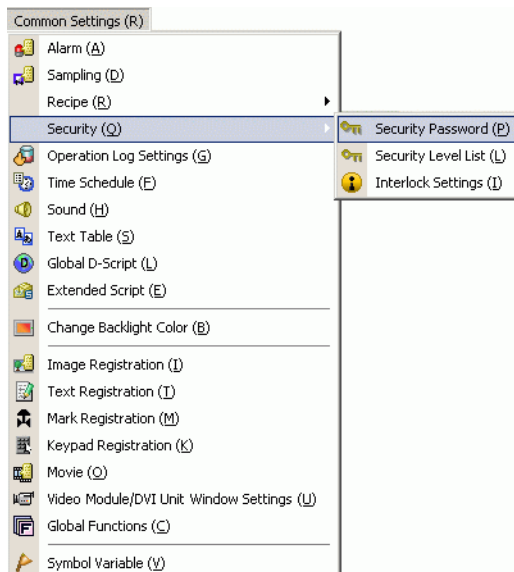 Common Settings (R)
Alarm (A)
Sampling (D)
Recipe (R)
Security (Q)
Security Password (P)
Security Level List (L)
Interlock Settings (I)
Operation Log Settings (G)
Time Schedule (F)
Sound (H)
Text Table (S)
Global D-Script (L)
Extended Script (E)
Change Backlight Color (B)
Image Registration (I)
Text Registration (T)
Mark Registration (M)
Keypad Registration (K)
Movie (O)
Video Module/DVI Unit Window Settings (U)
Global Functions (C)
Symbol Variable (V)